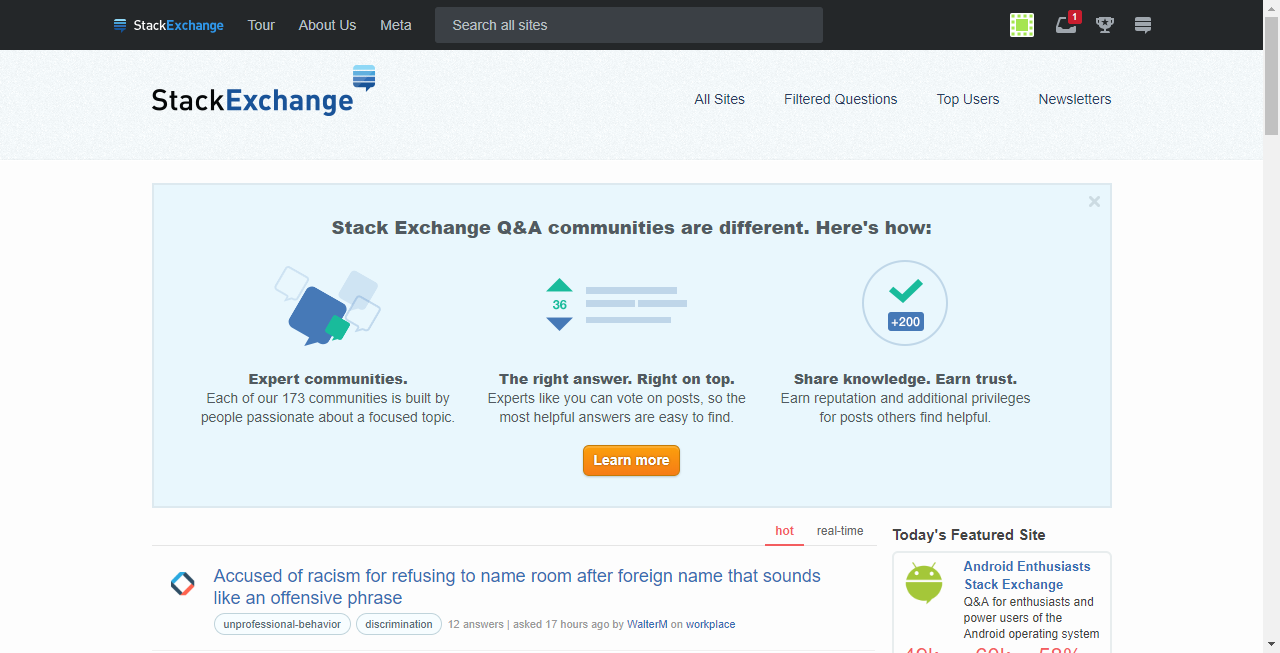 StackExchange Tour About Us Meta Search all sites 1
StackExchange
All Sites Filtered Questions Top Users Newsletters
Stack Exchange Q&A communities are different. Here's how:
36
+200
Expert communities.
Each of our 173 communities is built by
people passionate about a focused topic.
The right answer. Right on top.
Experts like you can vote on posts, so the
most helpful answers are easy to find.
Share knowledge. Earn trust.
Earn reputation and additional privileges
for posts others find helpful.
Learn more
hot real-time
Accused of racism for refusing to name room after foreign name that sounds
like an offensive phrase
unprofessional-behavior discrimination 12 answers | asked 17 hours ago by WalterM on workplace
Today's Featured Site
Android Enthusiasts
Stack Exchange
Q&A for enthusiasts and
power users of the
Android operating system